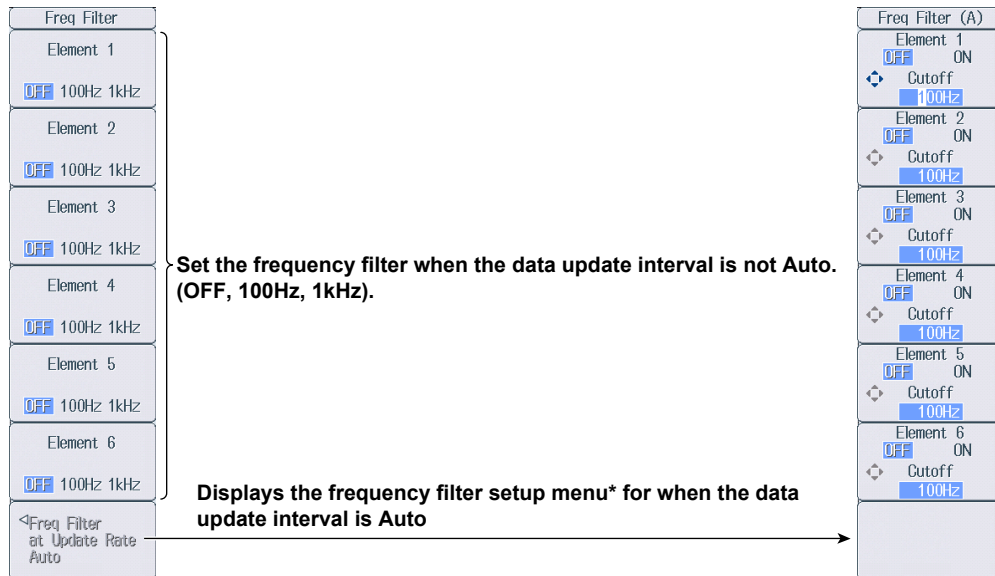 Freq Filter
Element 1
OFF 100Hz 1kHz
Element 2
OFF 100Hz 1kHz
Element 3
OFF 100Hz 1kHz
Element 4
OFF 100Hz 1kHz
Element 5
OFF 100Hz 1kHz
Element 6
OFF 100Hz 1kHz
Freq Filter
at Update Rate
Auto
Set the frequency filter when the data update interval is not Auto.
(OFF, 100Hz, 1kHz).
Displays the frequency filter setup menu* for when the data
update interval is Auto
Freq Filter (A)
Element 1
OFF ON
Cutoff
100Hz
Element 2
OFF ON
Cutoff
100Hz
Element 3
OFF ON
Cutoff
100Hz
Element 4
OFF ON
Cutoff
100Hz
Element 5
OFF ON
Cutoff
100Hz
Element 6
OFF ON
Cutoff
100Hz